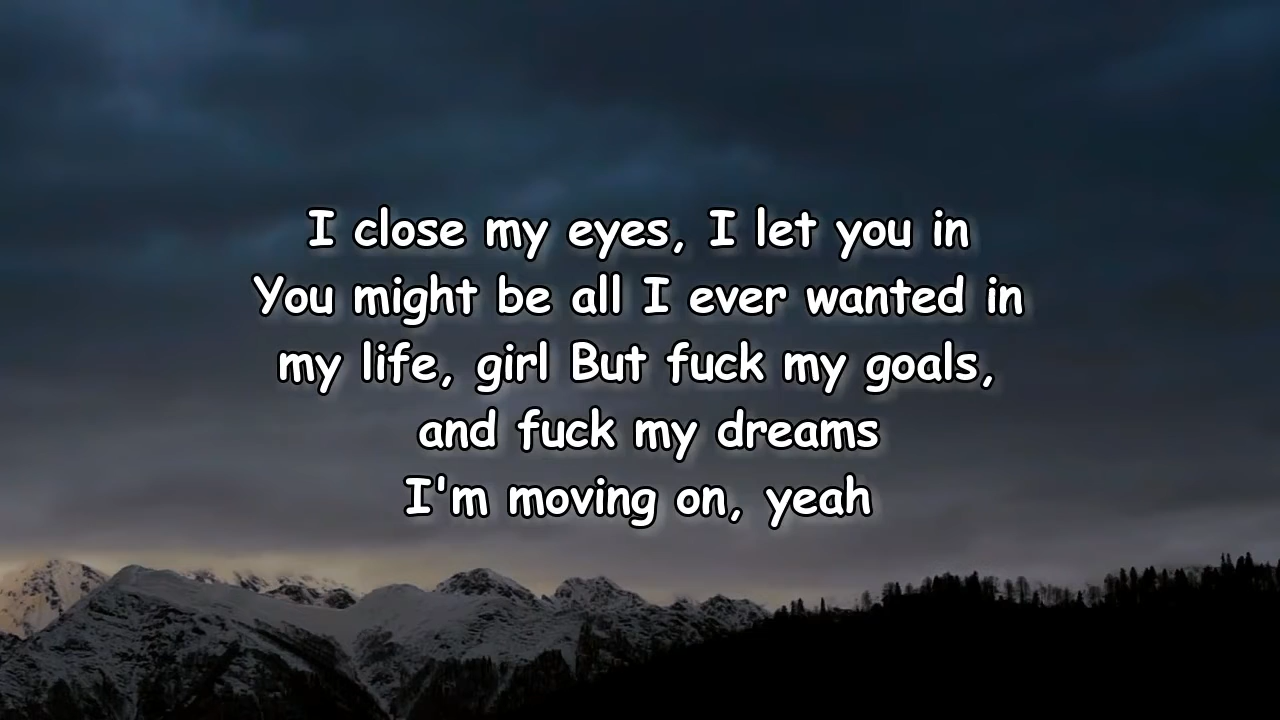 I close my eyes, I let you in
You might be all I ever wanted in
my life, girl But fuck my goals,
and fuck my dreams
I'm moving on, yeah